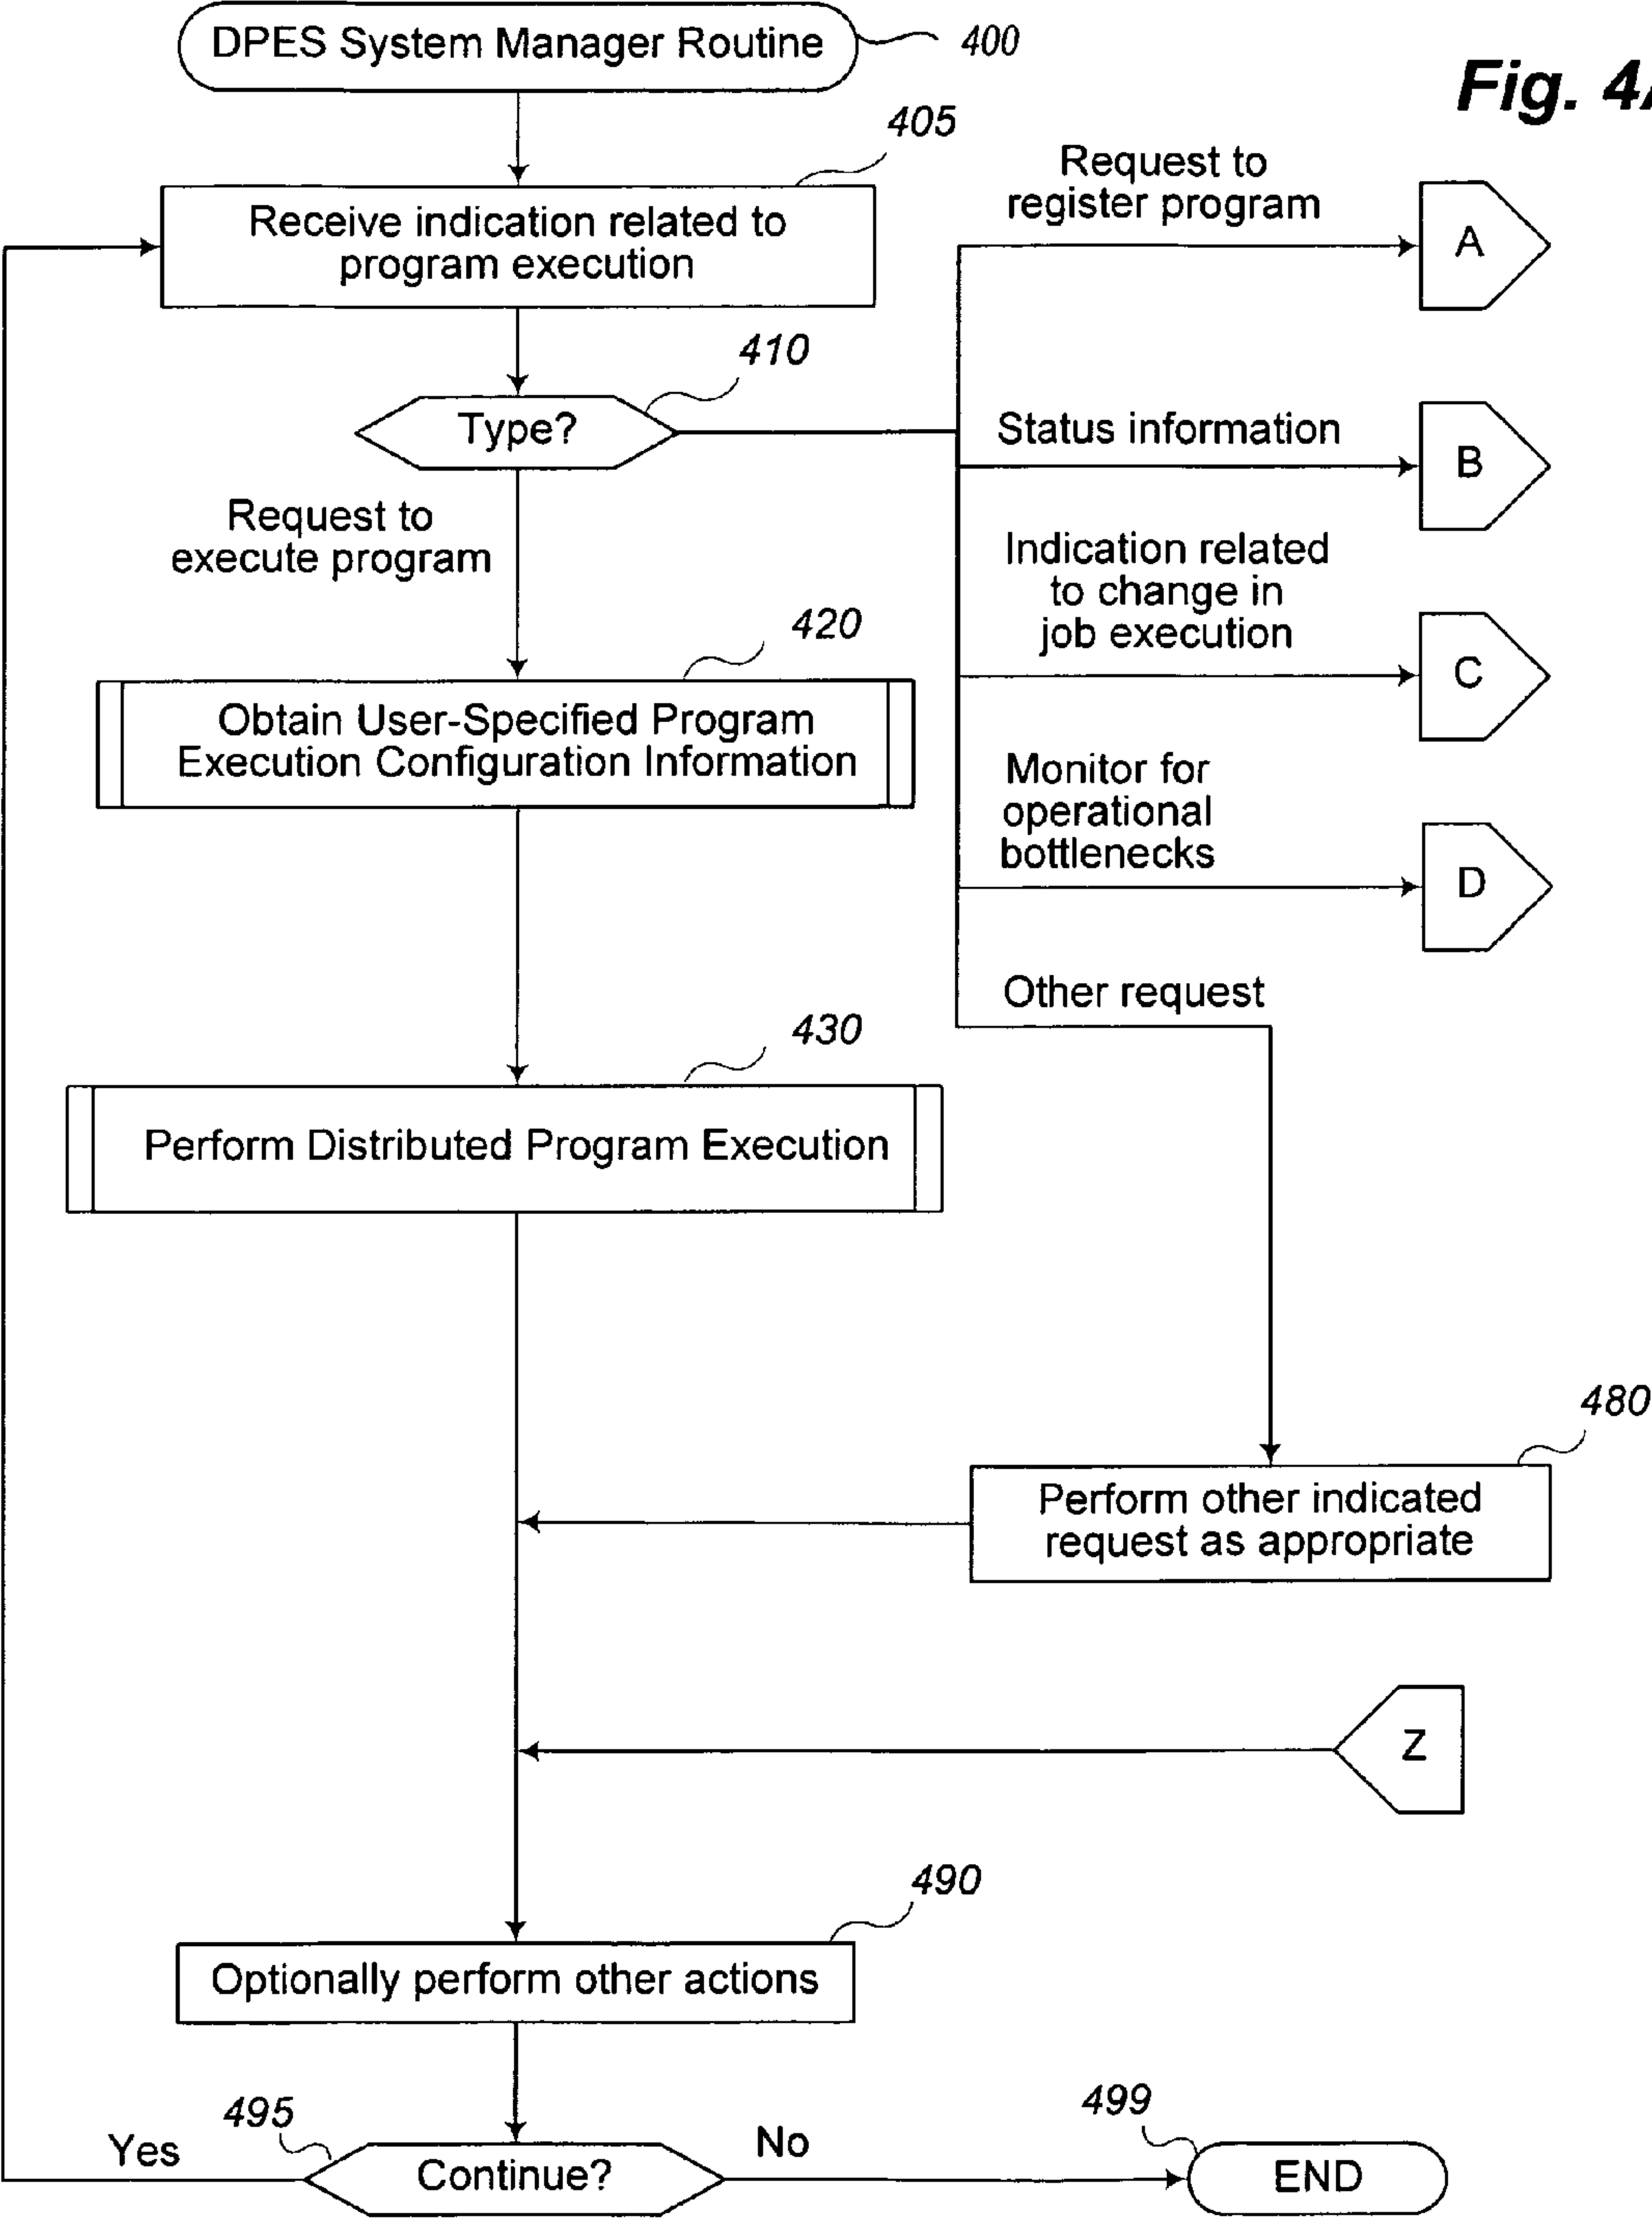 DPES System Manager Routine
400
Fig. 4A
405
Receive indication related to
program execution
Request to
register program
A
410
Type?
Status information
B
Request to
execute program
Indication related
to change in
job execution
C
420
Obtain User-Specified Program
Execution Configuration Information
Monitor for
operational
bottlenecks
D
Other request
430
Perform Distributed Program Execution
480
Perform other indicated
request as appropriate
Z
490
Optionally perform other actions
495
Yes
Continue?
No
499
END